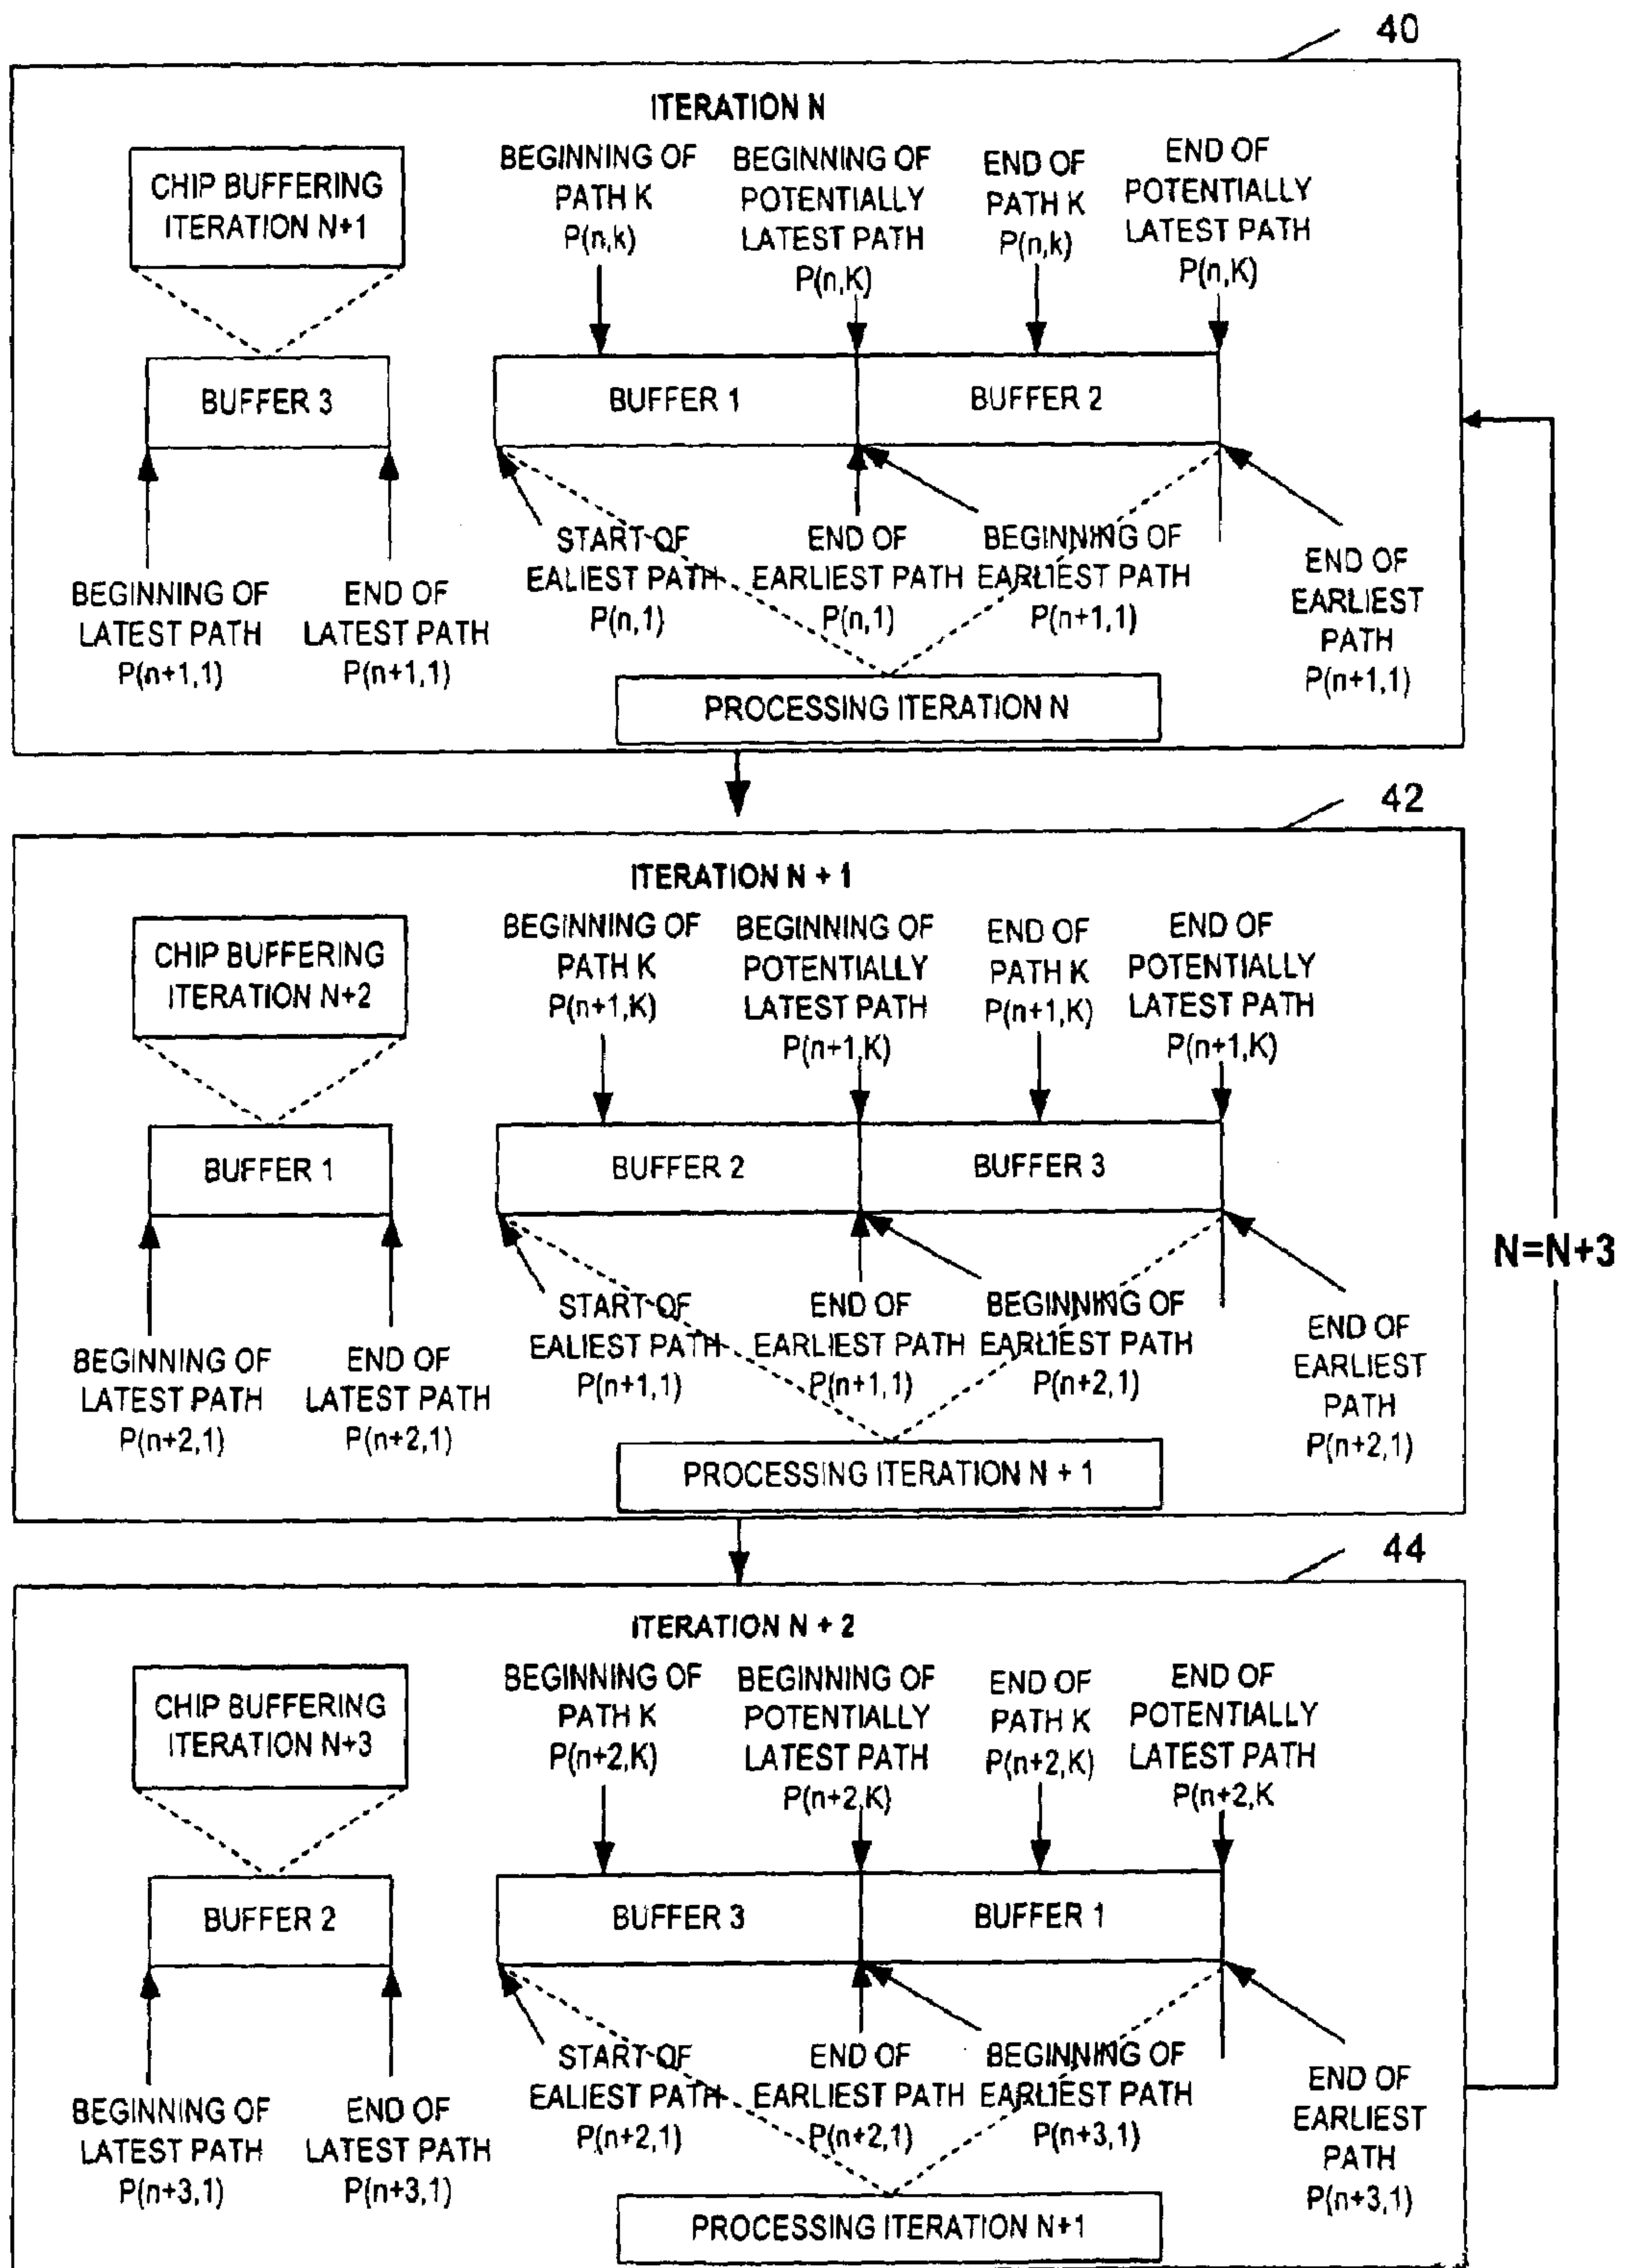 40
ITERATION N
CHIP BUFFERING
ITERATION N+1
BEGINNING OF
PATH K
P(n,k)
BEGINNING OF
POTENTIALLY
LATEST PATH
P(n,K)
END OF
PATH K
P(n,k)
END OF
POTENTIALLY
LATEST PATH
P(n,K)
BUFFER 3
BUFFER 1
BUFFER 2
BEGINNING OF
LATEST PATH
P(n+1,1)
END OF
LATEST PATH
P(n+1,1)
START OF
EALIEST PATH
P(n,1)
END OF
EARLIEST PATH
P(n,1)
BEGINNING OF
EARLIEST PATH
P(n+1,1)
END OF
EARLIEST
PATH
P(n+1,1)
PROCESSING ITERATION N
42
ITERATION N + 1
CHIP BUFFERING
ITERATION N+2
BEGINNING OF
PATH K
P(n+1,K)
BEGINNING OF
POTENTIALLY
LATEST PATH
P(n+1,K)
END OF
PATH K
P(n+1,K)
END OF
POTENTIALLY
LATEST PATH
P(n+1,K)
BUFFER 1
BUFFER 2
BUFFER 3
N=N+3
BEGINNING OF
LATEST PATH
P(n+2,1)
END OF
LATEST PATH
P(n+2,1)
START OF
EALIEST PATH
P(n+1,1)
END OF
EARLIEST PATH
P(n+1,1)
BEGINNING OF
EARLIEST PATH
P(n+2,1)
END OF
EARLIEST
PATH
P(n+2,1)
PROCESSING ITERATION N + 1
44
ITERATION N + 2
CHIP BUFFERING
ITERATION N+3
BEGINNING OF
PATH K
P(n+2,K)
BEGINNING OF
POTENTIALLY
LATEST PATH
P(n+2,K)
END OF
PATH K
P(n+2,K)
END OF
POTENTIALLY
LATEST PATH
P(n+2,K
BUFFER 2
BUFFER 3
BUFFER 1
BEGINNING OF
LATEST PATH
P(n+3,1)
END OF
LATEST PATH
P(n+3,1)
START OF
EALIEST PATH
P(n+2,1)
END OF
EARLIEST PATH
P(n+2,1)
BEGINNING OF
EARLIEST PATH
P(n+3,1)
END OF
EARLIEST
PATH
P(n+3,1)
PROCESSING ITERATION N+1